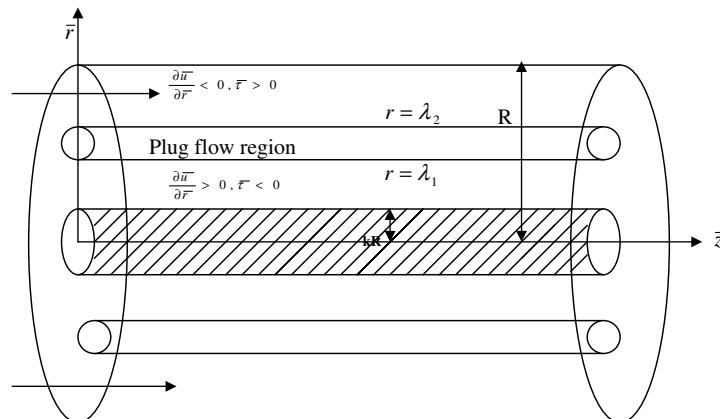 r̅
∂u̅/∂r̅ < 0 , τ̅ > 0
r = λ₂
R
Plug flow region
r = λ₁
∂u̅/∂r̅ > 0 , τ̅ < 0
kR
z̅